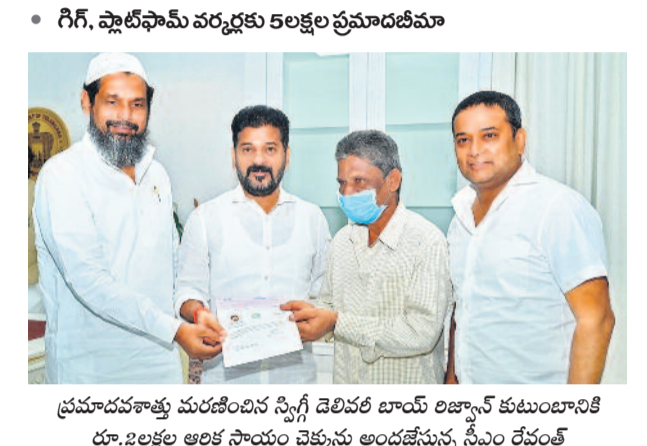 • గిగ్, ప్లాట్‌ఫామ్ వర్కర్లకు 5లక్షల ప్రమాదబీమా
ప్రమాదవశాత్తు మరణించిన స్విగ్గీ డెలివరీ బాయ్ రిజ్వాన్ కుటుంబానికి
రూ.2లక్షల ఆర్థిక సాయం చెక్కును అందజేస్తున్న సీఎం రేవంత్